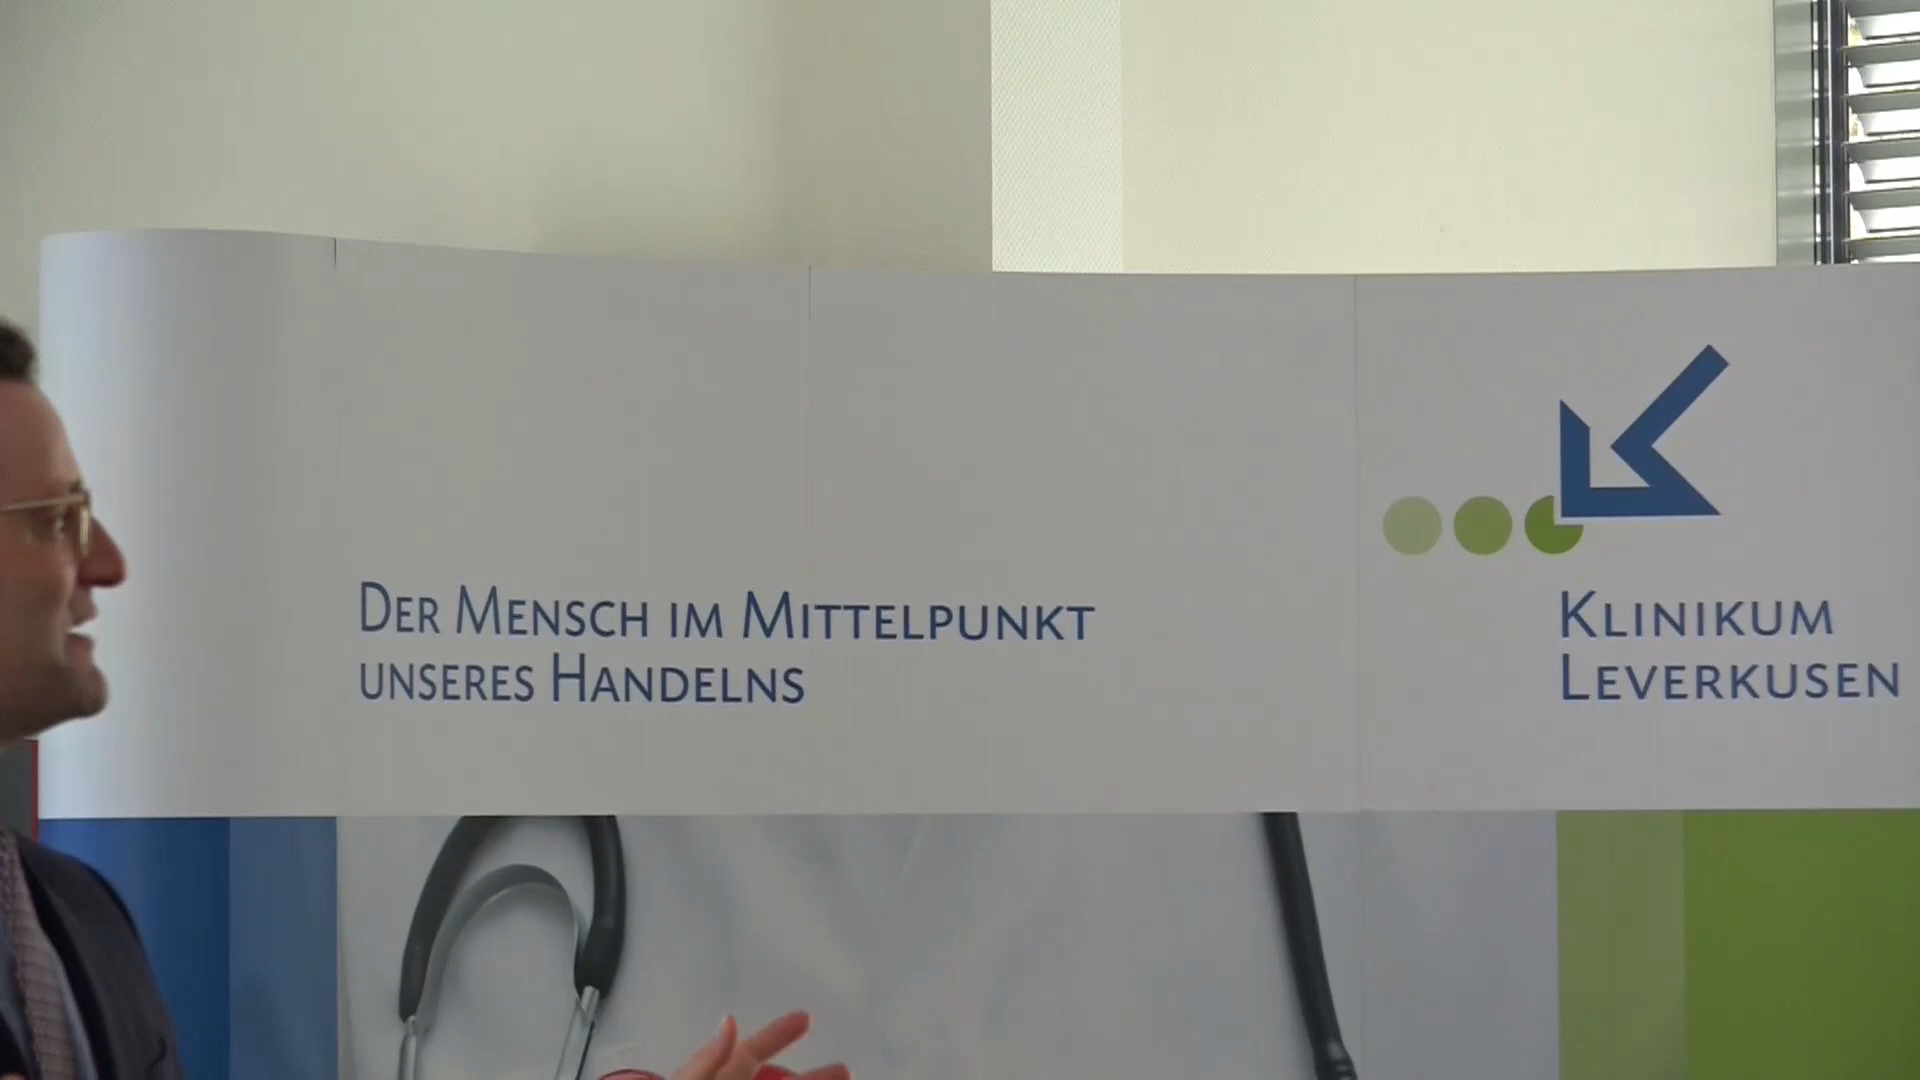 Der Mensch im Mittelpunkt
unseres Handelns
Klinikum
Leverkusen